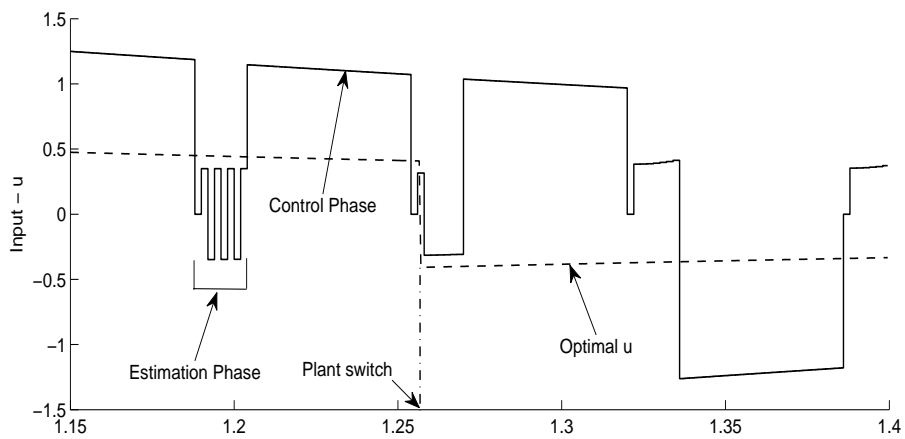 1.5
1
0.5
0
−0.5
−1
−1.5
Input − u
Control Phase
Estimation Phase
Plant switch
Optimal u
1.15
1.2
1.25
1.3
1.35
1.4